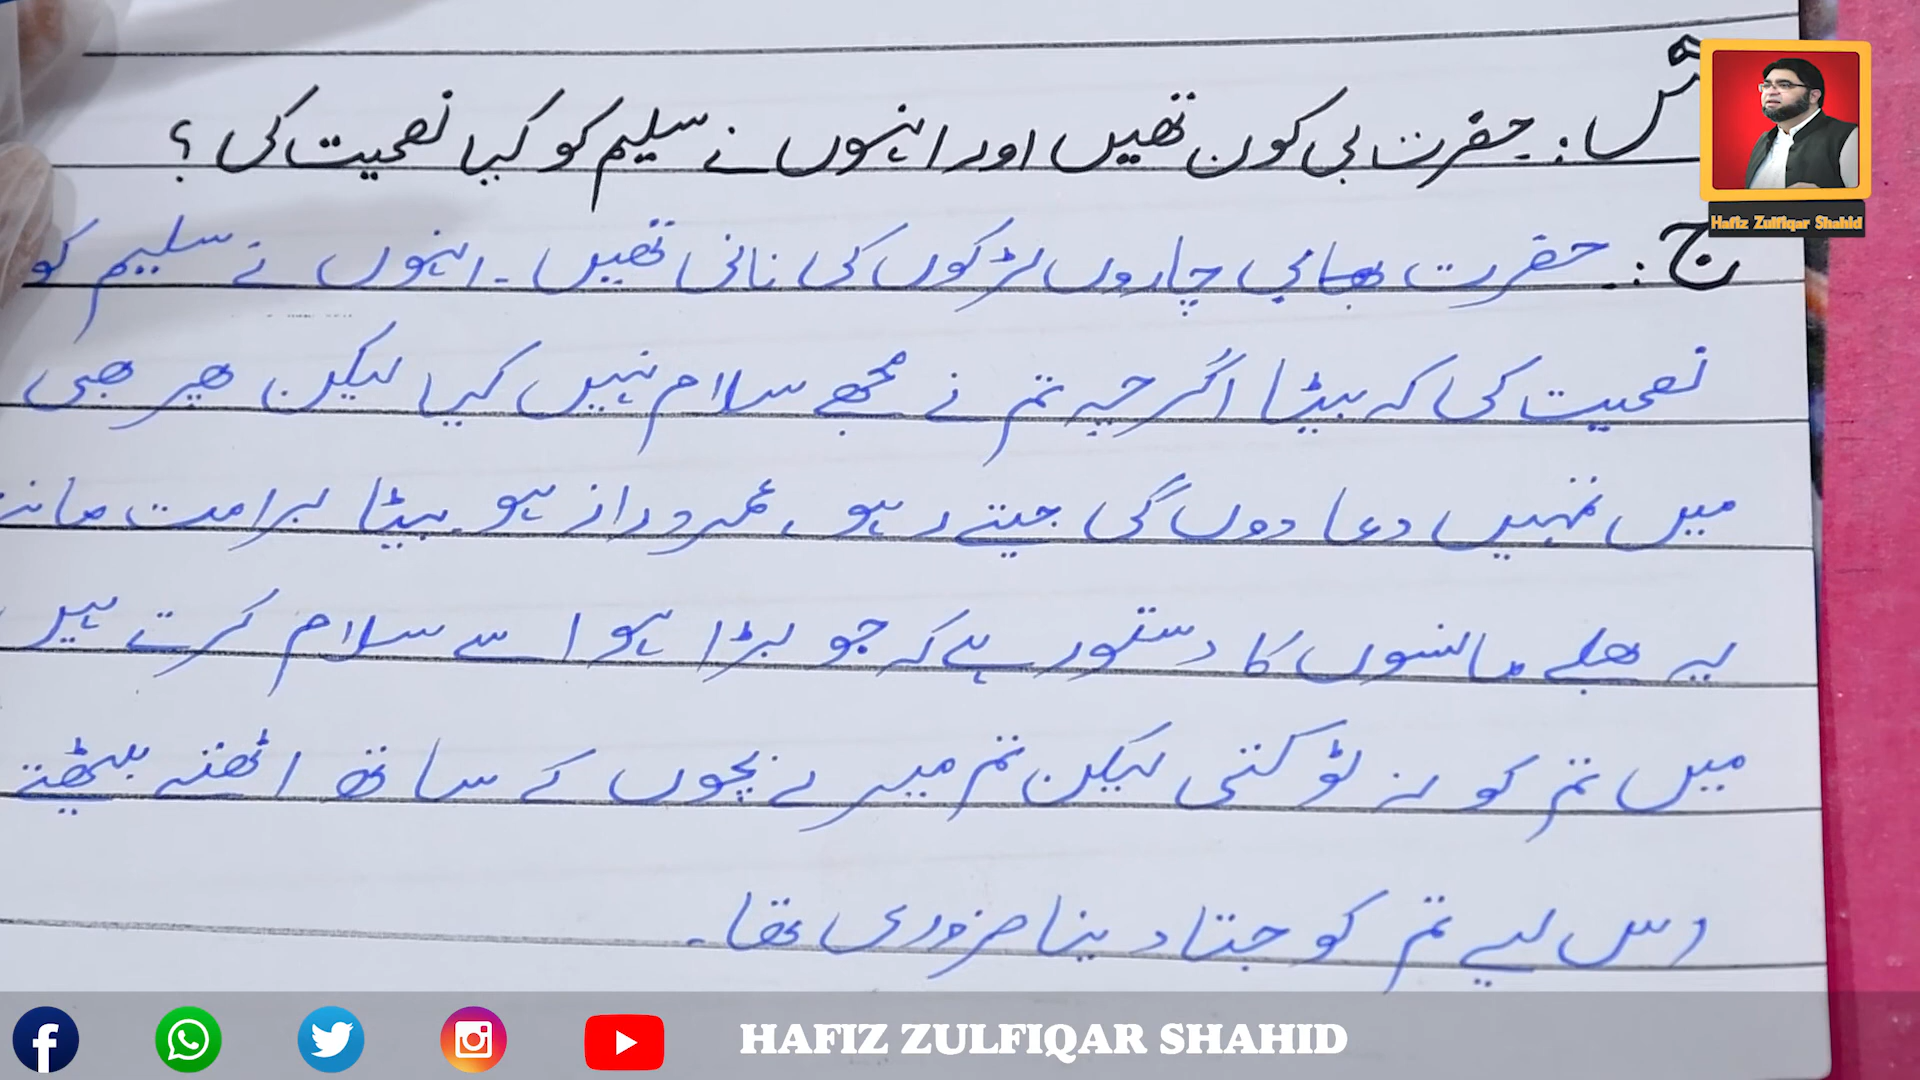 س: حضرت بی کون تھیں اور انہوں نے سلیم کو کیا نصحیت کی ؟
Hafiz Zulfiqar Shahid
ج: حضرت بھابی چاروں لڑکوں کی نانی تھیں۔ انہوں نے سلیم کو
نصحیت کی کہ بیٹا اگرچہ تم نے مجھے سلام نہیں کیا لیکن پھر بھی
میں تمہیں دعا دوں گی جیتے رہو، عمر دراز ہو بیٹا برا مت ماننا
یہ بھلے مانسوں کا دستور ہے کہ جو بڑا ہو اسے سلام کرتے ہیں
میں تم کو نہ ٹوکتی لیکن تم میرے بچوں کے ساتھ اٹھتے بیٹھتے
اس لیے تم کو جتا دینا ضروری تھا۔
HAFIZ ZULFIQAR SHAHID